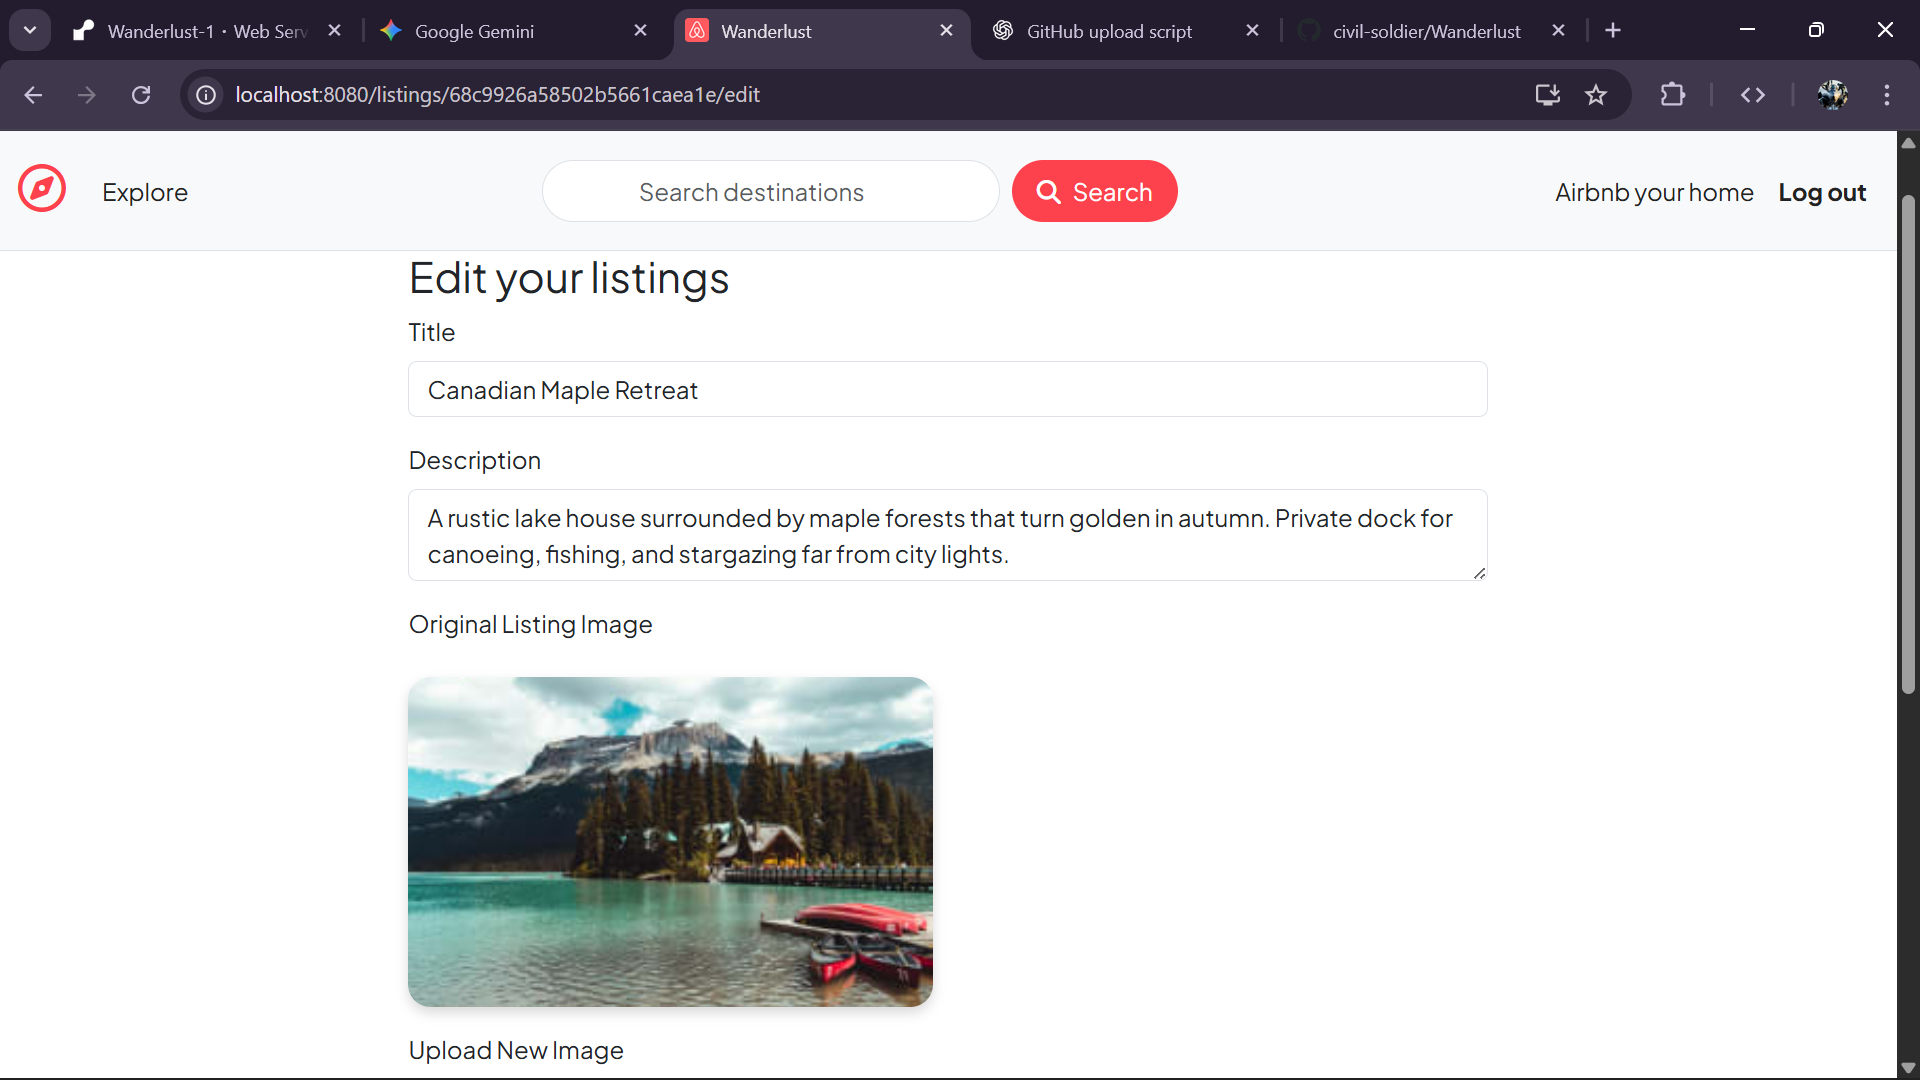 Wanderlust-1 • Web Serv
Google Gemini
Wanderlust
GitHub upload script
civil-soldier/Wanderlust
localhost:8080/listings/68c9926a58502b5661caea1e/edit
Explore
Search destinations
Search
Airbnb your home
Log out
Edit your listings
Title
Canadian Maple Retreat
Description
A rustic lake house surrounded by maple forests that turn golden in autumn. Private dock for
canoeing, fishing, and stargazing far from city lights.
Original Listing Image
11
Upload New Image